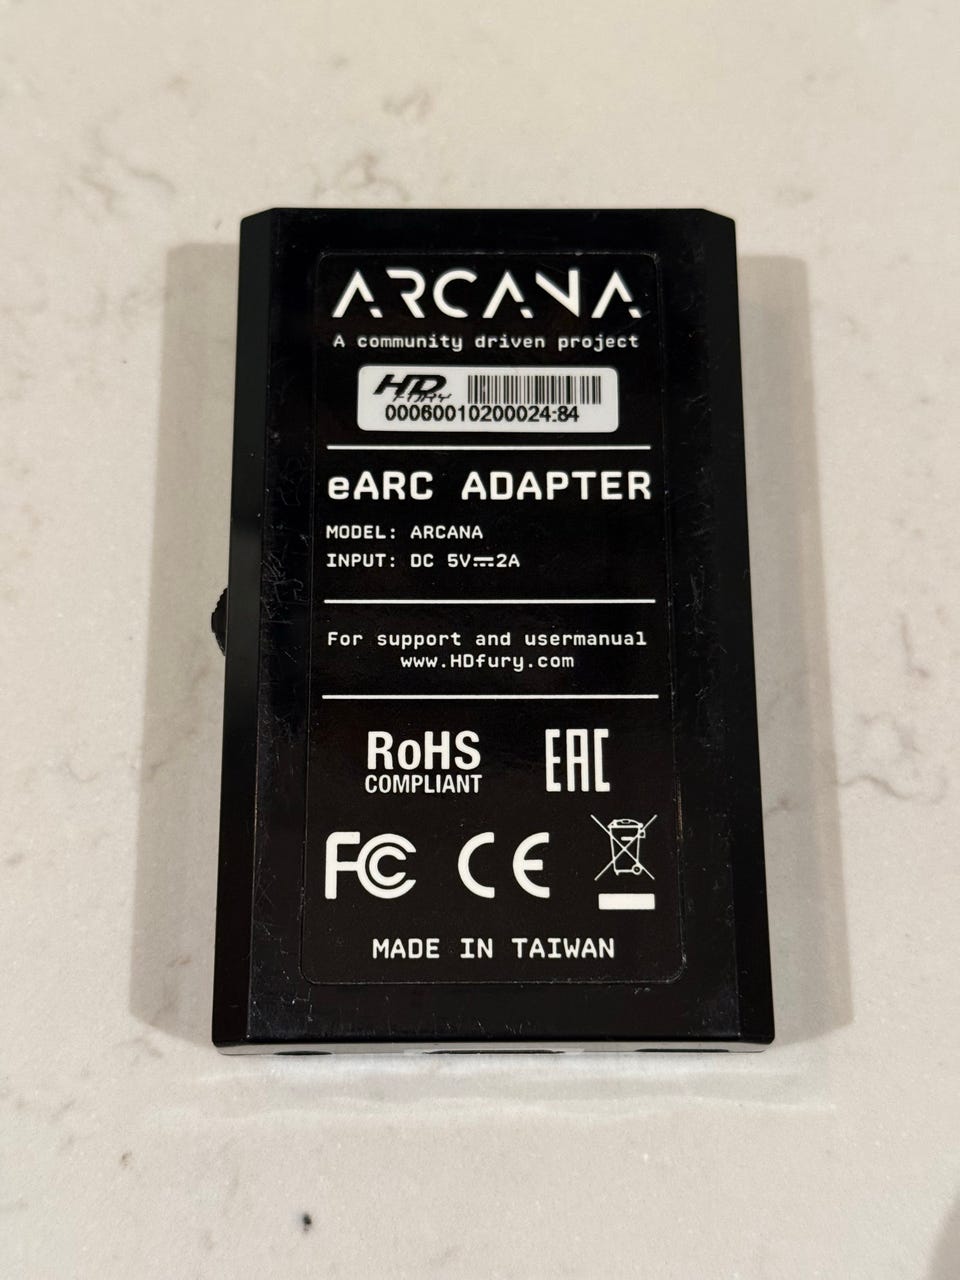 ARCANA
A community driven project
HD FURY
00060010200024:84
eARC ADAPTER
MODEL: ARCANA
INPUT: DC 5V⎓2A
For support and usermanual
www.HDfury.com
RoHS EAC
COMPLIANT
FC CE
MADE IN TAIWAN